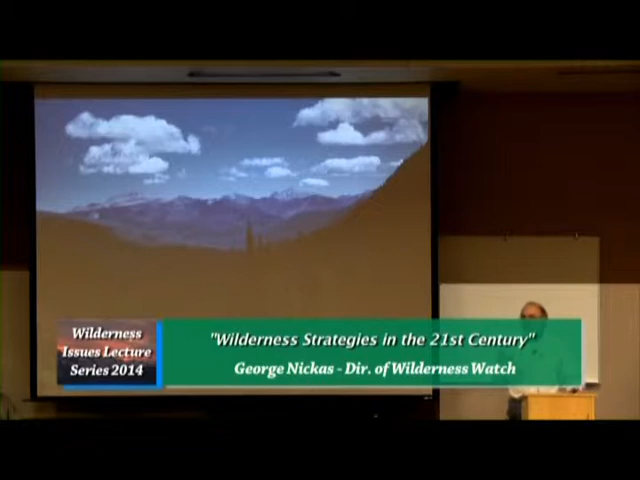 Wilderness
Issues Lecture
Series 2014
"Wilderness Strategies in the 21st Century"
George Nickas - Dir. of Wilderness Watch